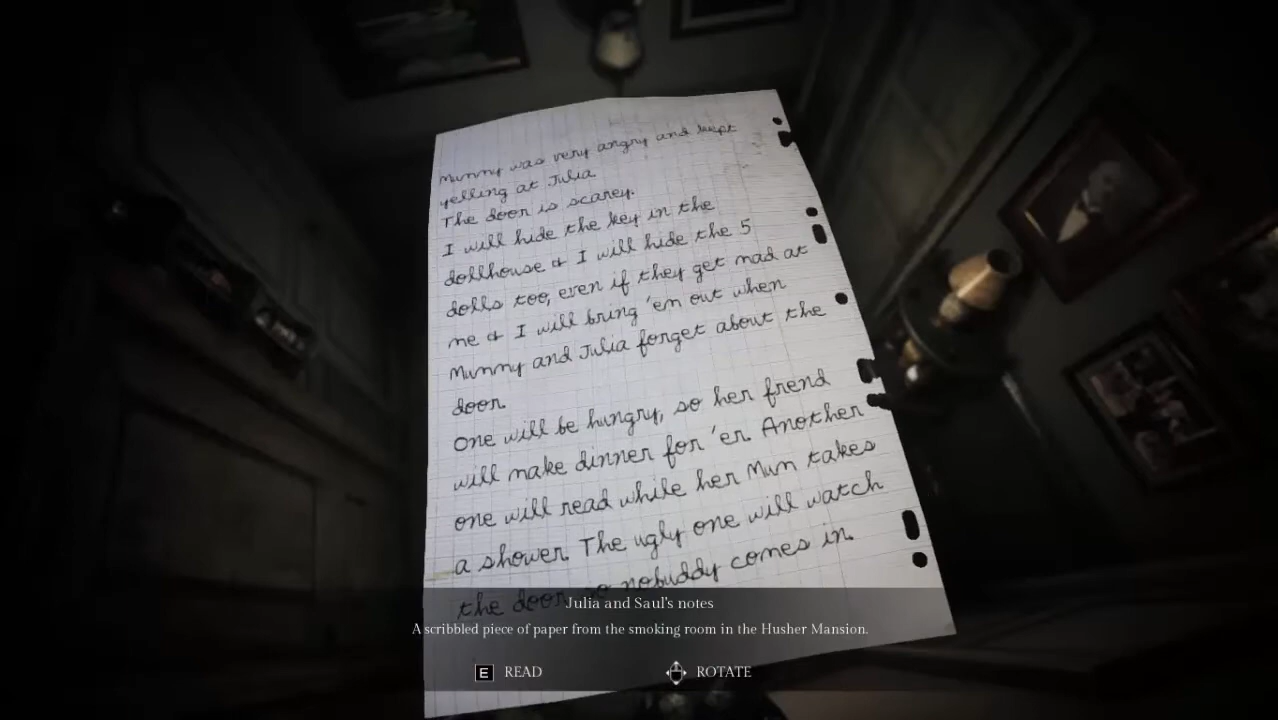 Mummy was very angry and kept
yelling at Julia
The door is scarey.
I will hide the key in the
dollhouse & I will hide the 5
dolls too, even if they get mad at
me & I will bring 'em out when
Mummy and Julia forget about the
door.
One will be hungry, so her frend
will make dinner for 'er. Another
one will read while her Mum takes
a shower. The ugly one will watch
the door so nobuddy comes in.
Julia and Saul's notes
A scribbled piece of paper from the smoking room in the Husher Mansion.
E READ
ROTATE